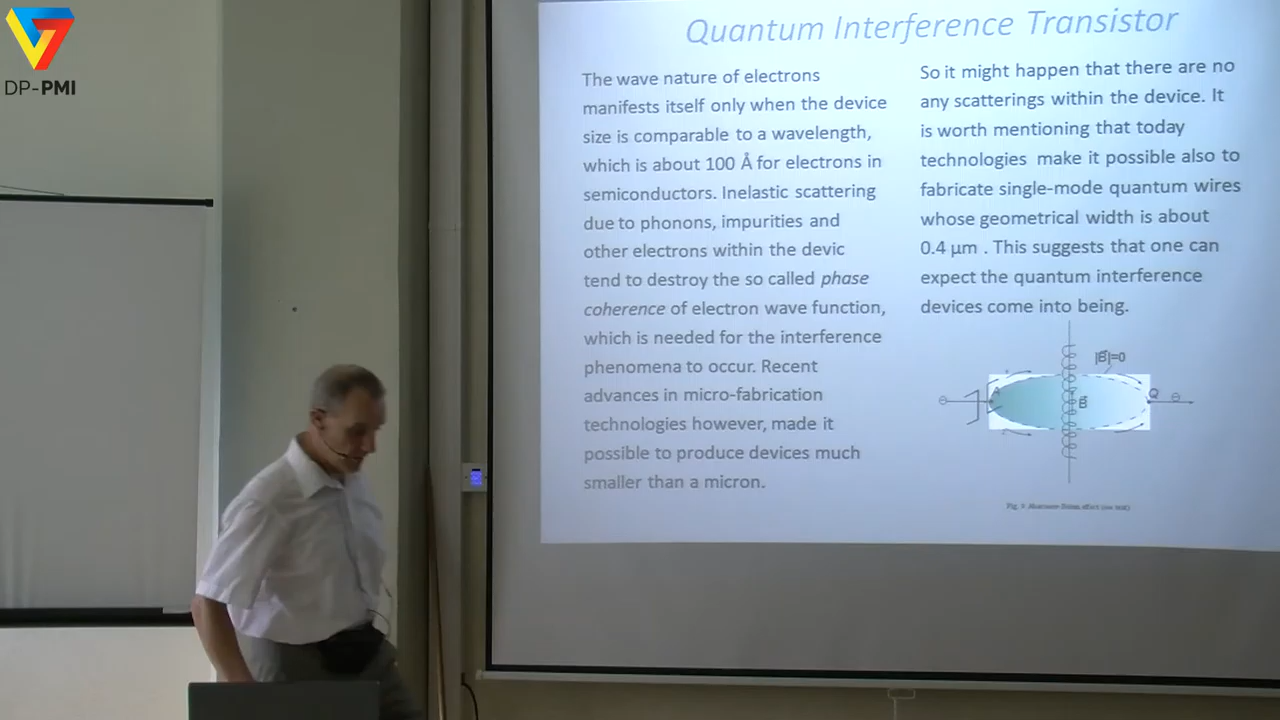 DP-PMI
Quantum Interference Transistor
The wave nature of electrons
manifests itself only when the device
size is comparable to a wavelength,
which is about 100 Å for electrons in
semiconductors. Inelastic scattering
due to phonons, impurities and
other electrons within the devic
tend to destroy the so called phase
coherence of electron wave function,
which is needed for the interference
phenomena to occur. Recent
advances in micro-fabrication
technologies however, made it
possible to produce devices much
smaller than a micron.
So it might happen that there are no
any scatterings within the device. It
is worth mentioning that today
technologies make it possible also to
fabricate single-mode quantum wires
whose geometrical width is about
0.4 μm . This suggests that one can
expect the quantum interference
devices come into being.
|B⃗|=0
A
B⃗
Q
Θ
Θ